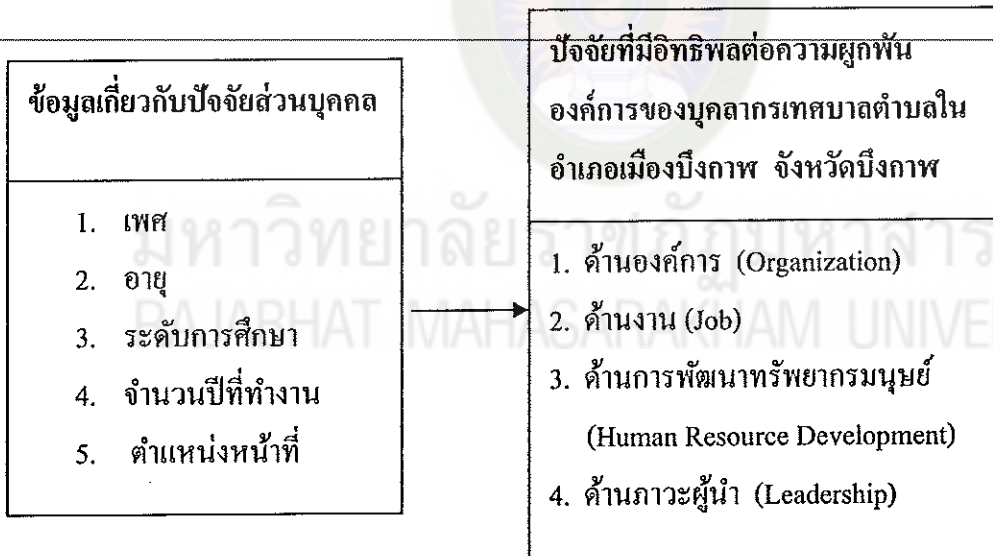 ข้อมูลเกี่ยวกับปัจจัยส่วนบุคคล
1. เพศ
2. อายุ
3. ระดับการศึกษา
4. จำนวนปีที่ทำงาน
5. ตำแหน่งหน้าที่
ปัจจัยที่มีอิทธิพลต่อความผูกพัน
องค์การของบุคลากรเทศบาลตำบลใน
อำเภอเมืองบึงกาฬ จังหวัดบึงกาฬ
1. ด้านองค์การ (Organization)
2. ด้านงาน (Job)
3. ด้านการพัฒนาทรัพยากรมนุษย์
(Human Resource Development)
4. ด้านภาวะผู้นำ (Leadership)
มหาวิทยาลัยราชภัฏมหาสาร
RAJABHAT MAHASARAKHAM UNIVE